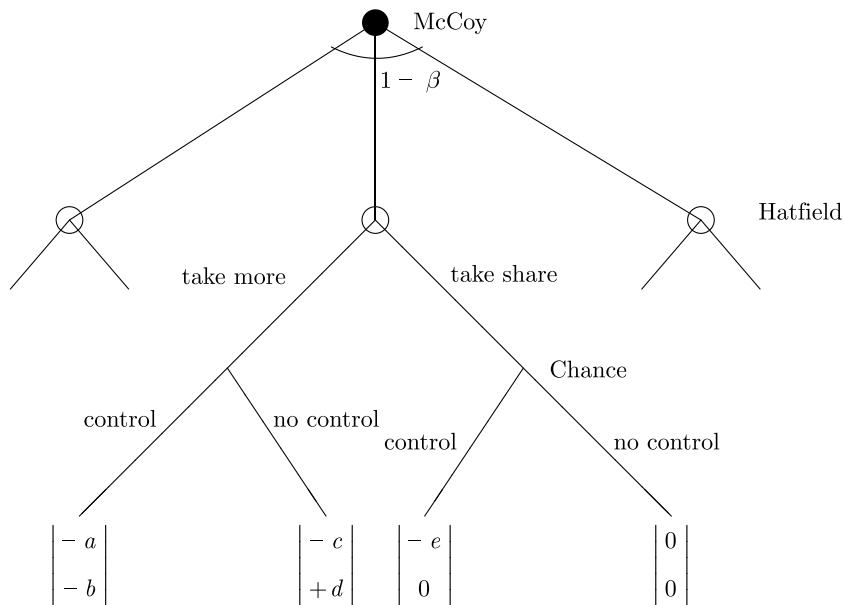 McCoy
1 − β
Hatfield
take more
take share
Chance
control
no control
control
no control
− a
− c
− e
0
− b
+ d
0
0